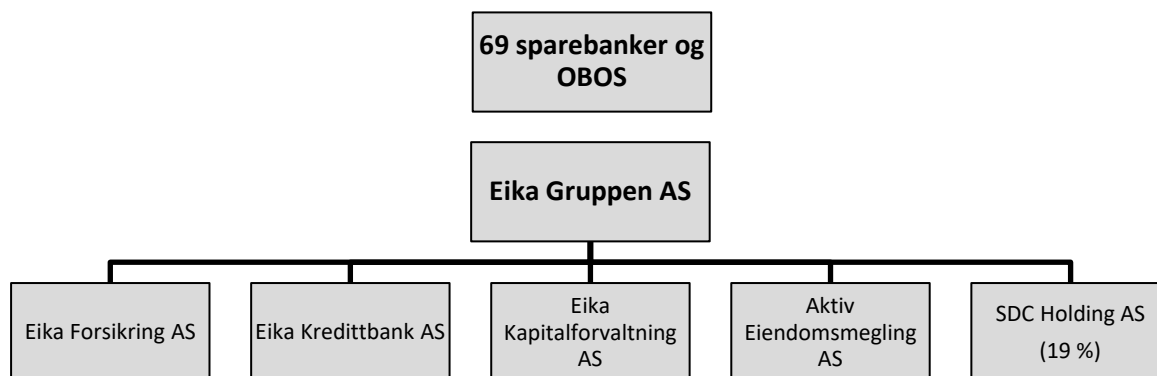 69 sparebanker og
OBOS
Eika Gruppen AS
Eika Forsikring AS
Eika Kredittbank AS
Eika
Kapitalforvaltning
AS
Aktiv
Eiendomsmegling
AS
SDC Holding AS
(19 %)